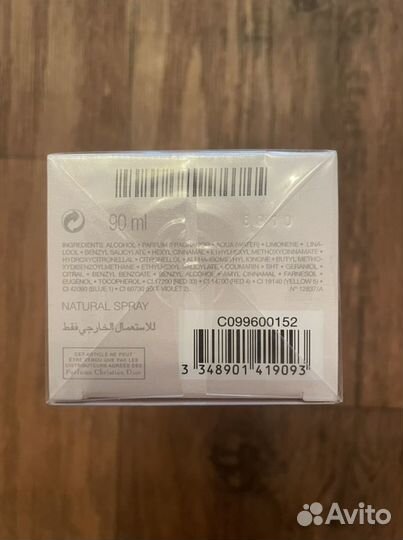 90 ml
INGREDIENTS: ALCOHOL • PARFUM (FRAGRANCE) • AQUA (WATER) • LIMONENE • LINA-
LOOL • BENZYL SALICYLATE • HEXYL CINNAMAL • ETHYLHEXYL METHOXYCINNAMATE
• HYDROXYCITRONELLAL • CITRONELLOL • ALPHA-ISOMETHYL IONONE • BUTYL METHO-
XYDIBENZOYLMETHANE • ETHYLHEXYL SALICYLATE • COUMARIN • BHT • GERANIOL •
CITRAL • BENZYL BENZOATE • BENZYL ALCOHOL • AMYL CINNAMAL • FARNESOL •
EUGENOL • TOCOPHEROL • CI 17200 (RED 33) • CI 14700 (RED 4) • CI 19140 (YELLOW 5) •
CI 42090 (BLUE 1) • CI 60730 (EXT. VIOLET 2). N° 12837/A
NATURAL SPRAY
للاستعمال الخارجي فقط
CET ARTICLE NE PEUT
ÊTRE VENDU QUE PAR LES
DISTRIBUTEURS AGRÉÉS DES
Parfums Christian Dior
C099600152
3 348901 419093
Avito